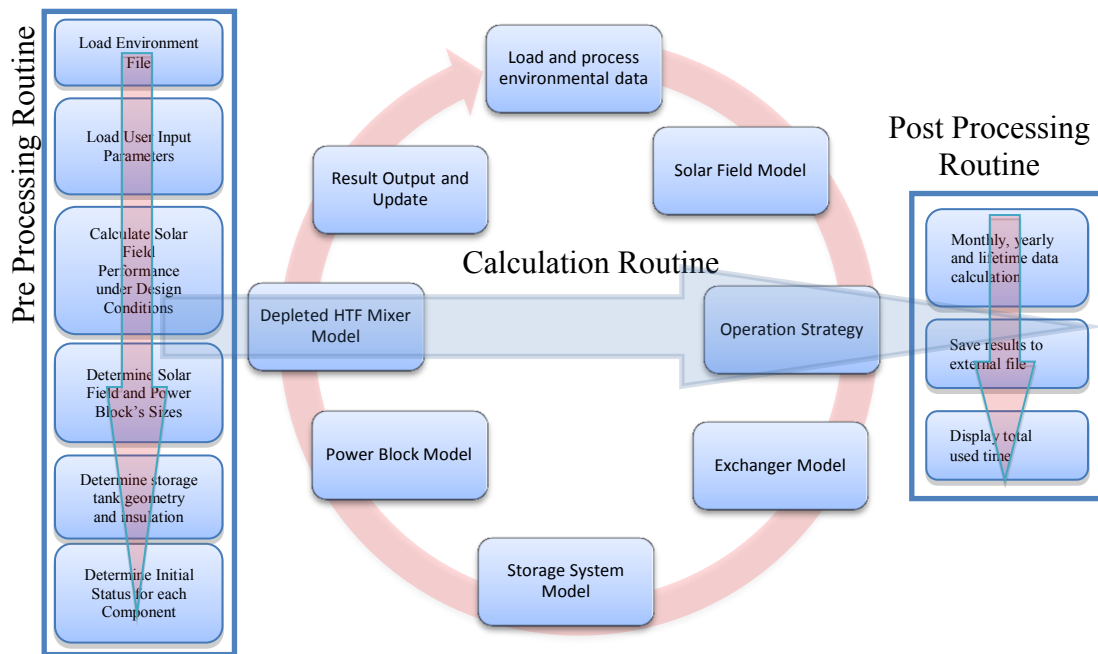 Pre Processing Routine
Load Environment
File
Load User Input
Parameters
Calculate Solar
Field
Performance
under Design
Conditions
Determine Solar
Field and Power
Block's Sizes
Determine storage
tank geometry
and insulation
Determine Initial
Status for each
Component
Calculation Routine
Load and process
environmental data
Solar Field Model
Operation Strategy
Exchanger Model
Storage System
Model
Power Block Model
Depleted HTF Mixer
Model
Result Output and
Update
Post Processing
Routine
Monthly, yearly
and lifetime data
calculation
Save results to
external file
Display total
used time